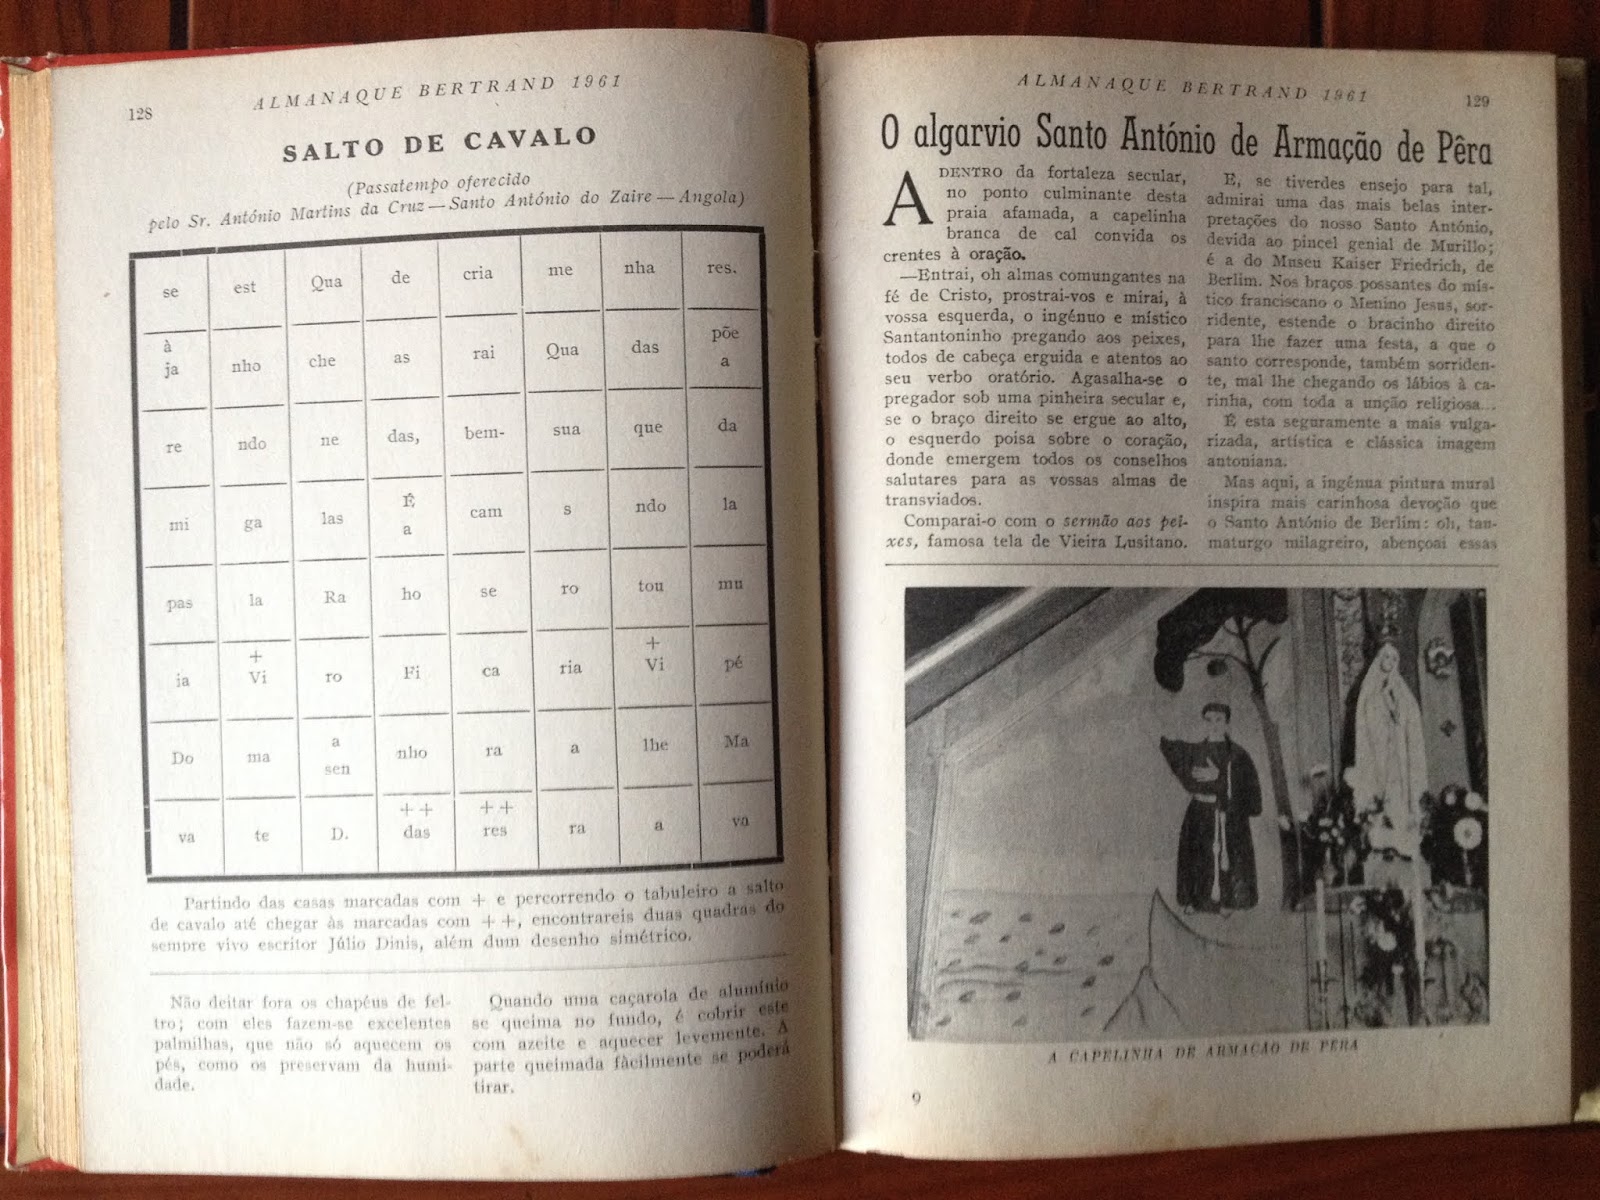 128
ALMANAQUE BERTRAND 1961
SALTO DE CAVALO
(Passatempo oferecido
pelo Sr. António Martins da Cruz — Santo António do Zaire — Angola)
se est Qua de cria me nha res.
à ja nho che as rai Qua das põe a
re ndo ne das, bem- sua que da
mi ga las É a cam s ndo la
pas la Ra ho se ro tou mu
ia + Vi ro Fi ca ria + Vi pé
Do ma a sen nho ra a lhe Ma
va te D. ++ das ++ res ra a va
Partindo das casas marcadas com + e percorrendo o tabuleiro a salto
de cavalo até chegar às marcadas com ++, encontrareis duas quadras do
sempre vivo escritor Júlio Dinis, além dum desenho simétrico.
Não deitar fora os chapéus de fel-
tro; com eles fazem-se excelentes
palmilhas, que não só aquecem os
pés, como os preservam da humi-
dade.
Quando uma caçarola de alumínio
se queima no fundo, é cobrir este
com azeite e aquecer levemente. A
parte queimada fàcilmente se poderá
tirar.
ALMANAQUE BERTRAND 1961
129
O algarvio Santo António de Armação de Pêra
ADENTRO da fortaleza secular,
no ponto culminante desta
praia afamada, a capelinha
branca de cal convida os
crentes à oração.
—Entrai, oh almas comungantes na
fé de Cristo, prostrai-vos e mirai, à
vossa esquerda, o ingénuo e místico
Santantoninho pregando aos peixes,
todos de cabeça erguida e atentos ao
seu verbo oratório. Agasalha-se o
pregador sob uma pinheira secular e,
se o braço direito se ergue ao alto,
o esquerdo poisa sobre o coração,
donde emergem todos os conselhos
salutares para as vossas almas de
transviados.
Comparai-o com o sermão aos pei-
xes, famosa tela de Vieira Lusitano.
E, se tiverdes ensejo para tal,
admirai uma das mais belas inter-
pretações do nosso Santo António,
devida ao pincel genial de Murillo;
é a do Museu Kaiser Friedrich, de
Berlim. Nos braços possantes do mís-
tico franciscano o Menino Jesus, sor-
ridente, estende o bracinho direito
para lhe fazer uma festa, a que o
santo corresponde, também sorriden-
te, mal lhe chegando os lábios à ca-
rinha, com toda a unção religiosa...
É esta seguramente a mais vulga-
rizada, artística e clássica imagem
antoniana.
Mas aqui, a ingénua pintura mural
inspira mais carinhosa devoção que
o Santo António de Berlim: oh, tau-
maturgo milagreiro, abençoai essas
A CAPELINHA DE ARMAÇÃO DE PÊRA
9